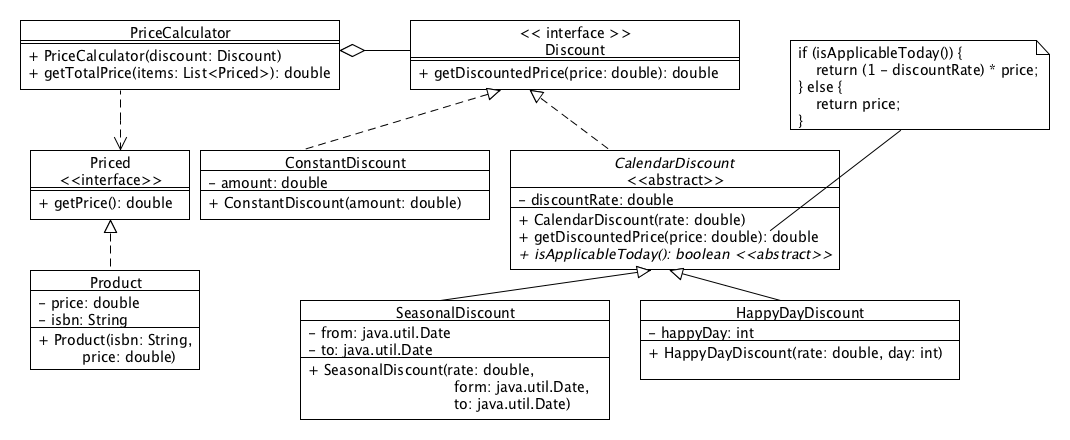 PriceCalculator
+ PriceCalculator(discount: Discount)
+ getTotalPrice(items: List<Priced>): double
<< interface >>
Discount
+ getDiscountedPrice(price: double): double
if (isApplicableToday()) {
return (1 - discountRate) * price;
} else {
return price;
}
Priced
<<interface>>
+ getPrice(): double
ConstantDiscount
- amount: double
+ ConstantDiscount(amount: double)
CalendarDiscount
<<abstract>>
- discountRate: double
+ CalendarDiscount(rate: double)
+ getDiscountedPrice(price: double): double
+ isApplicableToday(): boolean <<abstract>>
Product
- price: double
- isbn: String
+ Product(isbn: String,
price: double)
SeasonalDiscount
- from: java.util.Date
- to: java.util.Date
+ SeasonalDiscount(rate: double,
form: java.util.Date,
to: java.util.Date)
HappyDayDiscount
- happyDay: int
+ HappyDayDiscount(rate: double, day: int)